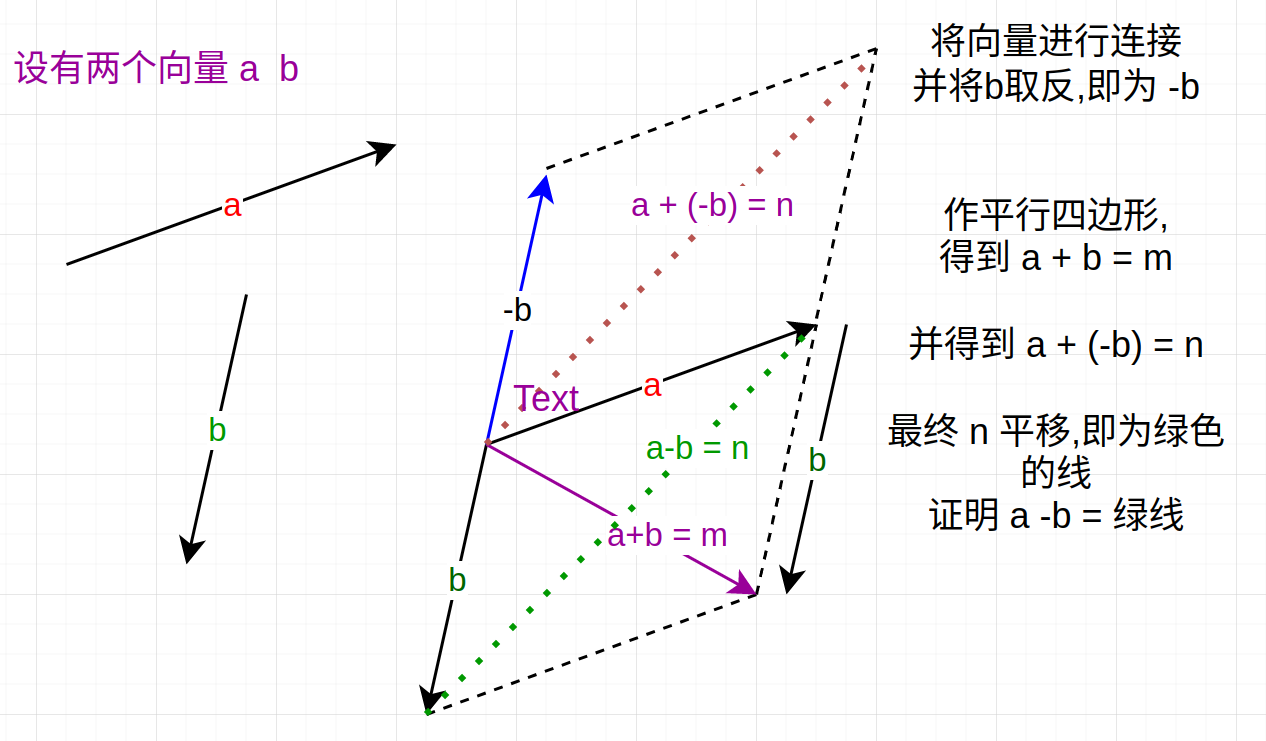 设有两个向量 a  b
将向量进行连接
并将b取反,即为 -b
a
a + (-b) = n
作平行四边形,
得到 a + b = m
-b
并得到 a + (-b) = n
Text
a
b
a-b = n
b
最终 n 平移,即为绿色
的线
证明 a -b = 绿线
a+b = m
b